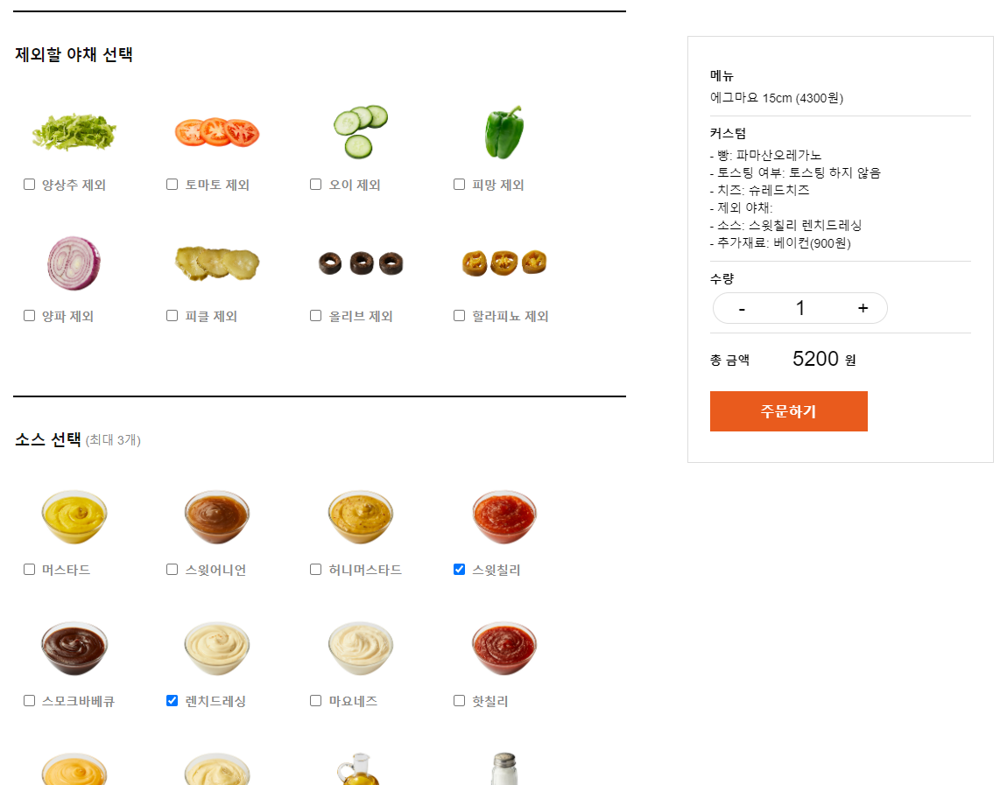 제외할 야채 선택
양상추 제외
토마토 제외
오이 제외
피망 제외
양파 제외
피클 제외
올리브 제외
할라피뇨 제외
소스 선택 (최대 3개)
머스타드
스윗어니언
허니머스타드
스윗칠리
스모크바베큐
렌치드레싱
마요네즈
핫칠리
메뉴
에그마요 15cm (4300원)
커스텀
- 빵: 파마산오레가노
- 토스팅 여부: 토스팅 하지 않음
- 치즈: 슈레드치즈
- 제외 야채:
- 소스: 스윗칠리 렌치드레싱
- 추가재료: 베이컨(900원)
수량
- 1 +
총 금액 5200 원
주문하기